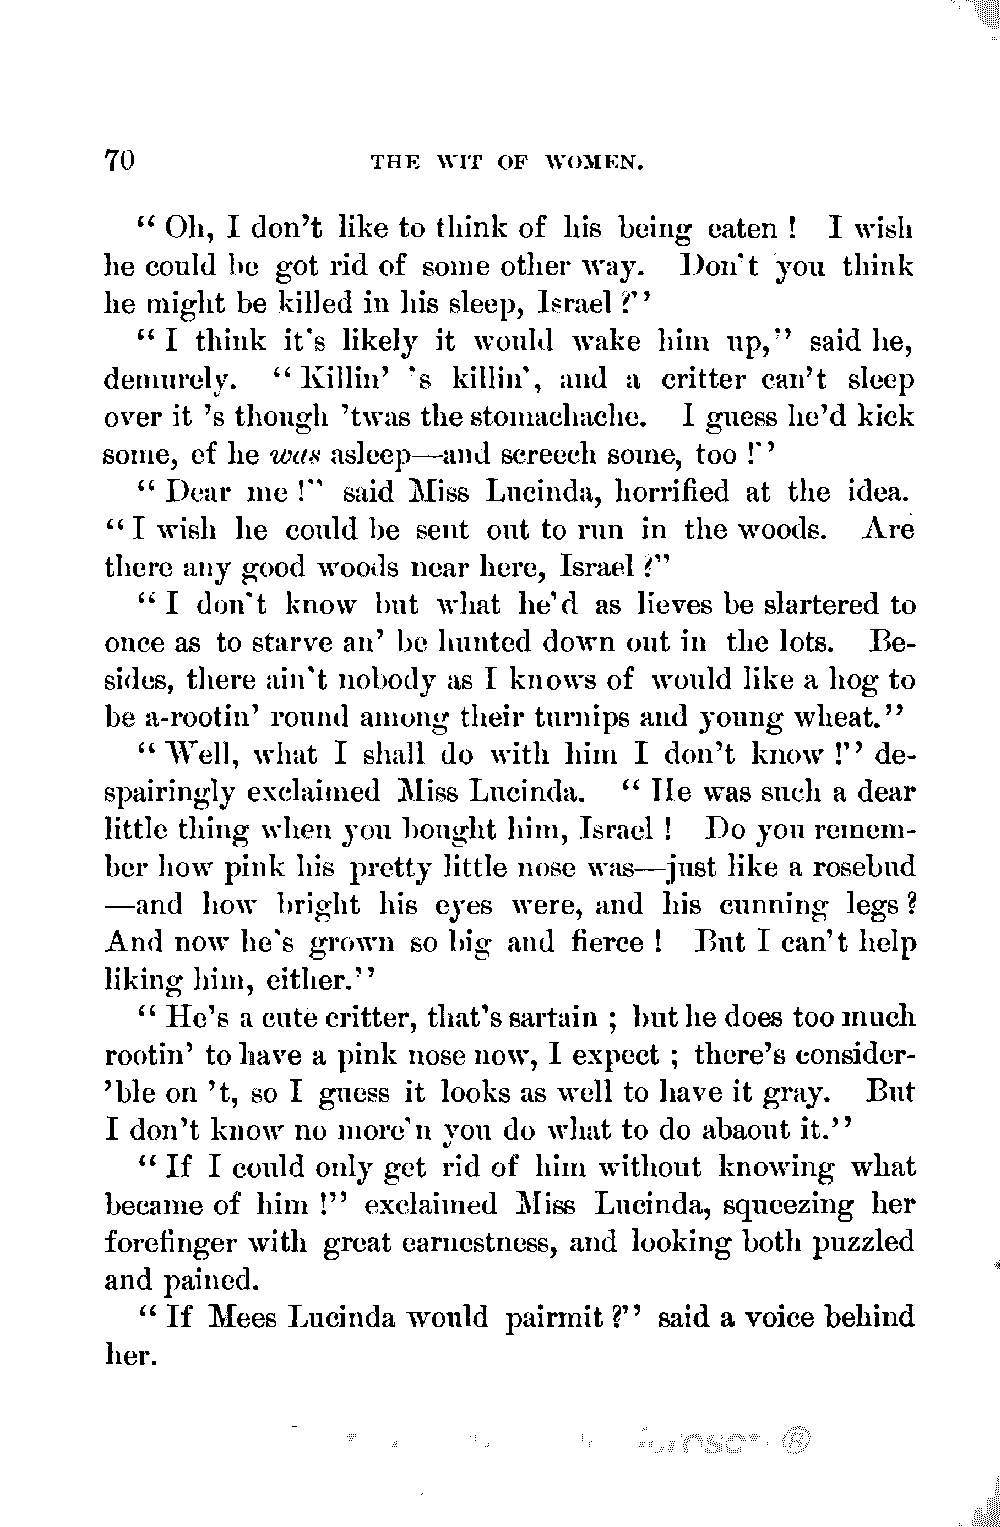 70 THE WIT OF WOMEN.
“ Oh, I don’t like to think of his being eaten ! I wish
he could be got rid of some other way. Don’t you think
he might be killed in his sleep, Israel ?”
“ I think it’s likely it would wake him up,” said he,
demurely. “ Killin’ ’s killin’, and a critter can’t sleep
over it ’s though ’twas the stomachache. I guess he’d kick
some, ef he was asleep—and screech some, too !”
“ Dear me !” said Miss Lucinda, horrified at the idea.
“ I wish he could be sent out to run in the woods. Are
there any good woods near here, Israel ?”
“ I don’t know but what he’d as lieves be slartered to
once as to starve an’ be hunted down out in the lots. Be-
sides, there ain’t nobody as I knows of would like a hog to
be a-rootin’ round among their turnips and young wheat.”
“ Well, what I shall do with him I don’t know !” de-
spairingly exclaimed Miss Lucinda. “ He was such a dear
little thing when you bought him, Israel ! Do you remem-
ber how pink his pretty little nose was—just like a rosebud
—and how bright his eyes were, and his cunning legs ?
And now he’s grown so big and fierce ! But I can’t help
liking him, either.”
“ He’s a cute critter, that’s sartain ; but he does too much
rootin’ to have a pink nose now, I expect ; there’s consider-
’ble on ’t, so I guess it looks as well to have it gray. But
I don’t know no more’n you do what to do abaout it.”
“ If I could only get rid of him without knowing what
became of him !” exclaimed Miss Lucinda, squeezing her
forefinger with great earnestness, and looking both puzzled
and pained.
“ If Mees Lucinda would pairmit ?” said a voice behind
her.